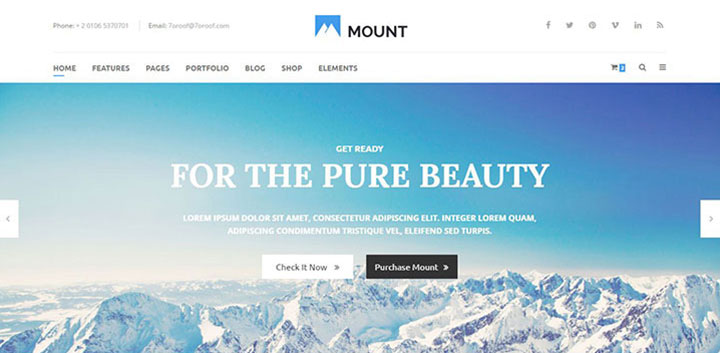 Phone: + 2 0106 5370701 Email: 7oroof@7oroof.com
MOUNT
HOME FEATURES PAGES PORTFOLIO BLOG SHOP ELEMENTS
GET READY
FOR THE PURE BEAUTY
LOREM IPSUM DOLOR SIT AMET, CONSECTETUR ADIPISCING ELIT. INTEGER LOREM QUAM,
ADIPISCING CONDIMENTUM TRISTIQUE VEL, ELEIFEND SED TURPIS.
Check It Now » Purchase Mount »